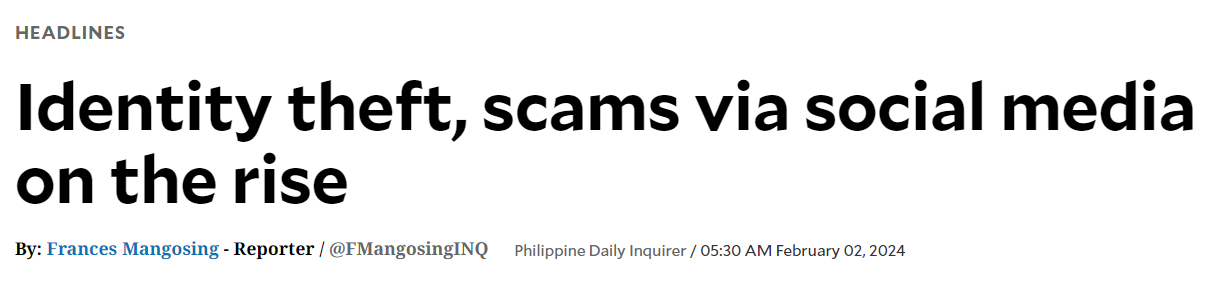 HEADLINES
Identity theft, scams via social media
on the rise
By: Frances Mangosing - Reporter / @FMangosingINQ Philippine Daily Inquirer / 05:30 AM February 02, 2024